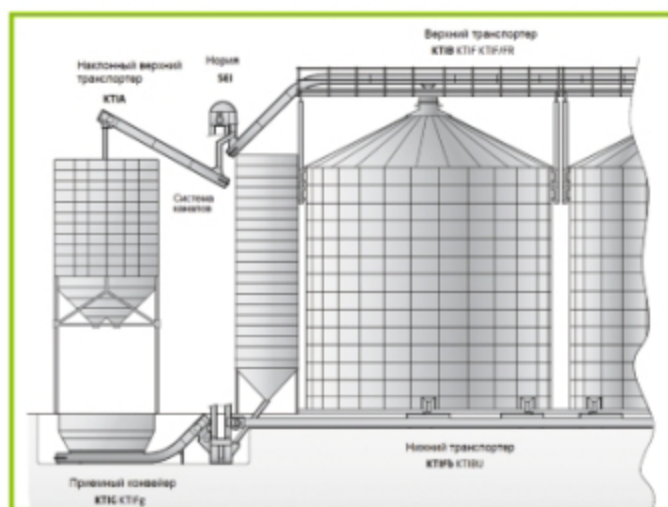 Верхний транспортер
KTIB KTIF KTIF/FR
Наклонный верхний
транспортер
KTIA
Нория
SEI
Система
каналов
Нижний транспортер
KTIFb KTIBU
Приемный конвейер
KTIG KTIFg